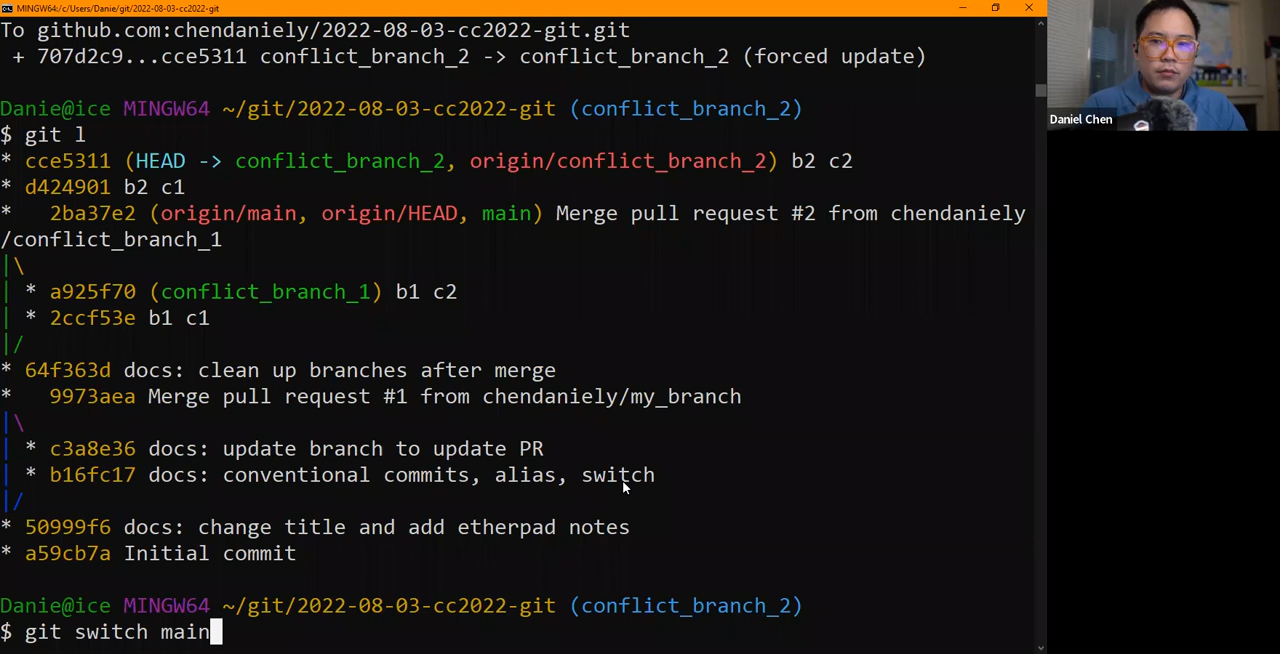 MINGW64:/c/Users/Danie/git/2022-08-03-cc2022-git
To github.com:chendaniely/2022-08-03-cc2022-git.git
 + 707d2c9...cce5311 conflict_branch_2 -> conflict_branch_2 (forced update)
Daniel Chen
Danie@ice MINGW64 ~/git/2022-08-03-cc2022-git (conflict_branch_2)
$ git l
* cce5311 (HEAD -> conflict_branch_2, origin/conflict_branch_2) b2 c2
* d424901 b2 c1
*   2ba37e2 (origin/main, origin/HEAD, main) Merge pull request #2 from chendaniely
/conflict_branch_1
|\
| * a925f70 (conflict_branch_1) b1 c2
| * 2ccf53e b1 c1
|/
* 64f363d docs: clean up branches after merge
*   9973aea Merge pull request #1 from chendaniely/my_branch
|\
| * c3a8e36 docs: update branch to update PR
| * b16fc17 docs: conventional commits, alias, switch
|/
* 50999f6 docs: change title and add etherpad notes
* a59cb7a Initial commit
Danie@ice MINGW64 ~/git/2022-08-03-cc2022-git (conflict_branch_2)
$ git switch main